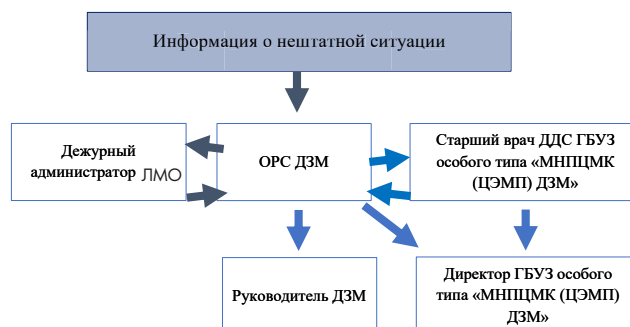 Информация о нештатной ситуации
Дежурный
администратор ЛМО
ОРС ДЗМ
Старший врач ДДС ГБУЗ
особого типа «МНПЦМК
(ЦЭМП) ДЗМ»
Руководитель ДЗМ
Директор ГБУЗ особого
типа «МНПЦМК (ЦЭМП)
ДЗМ»